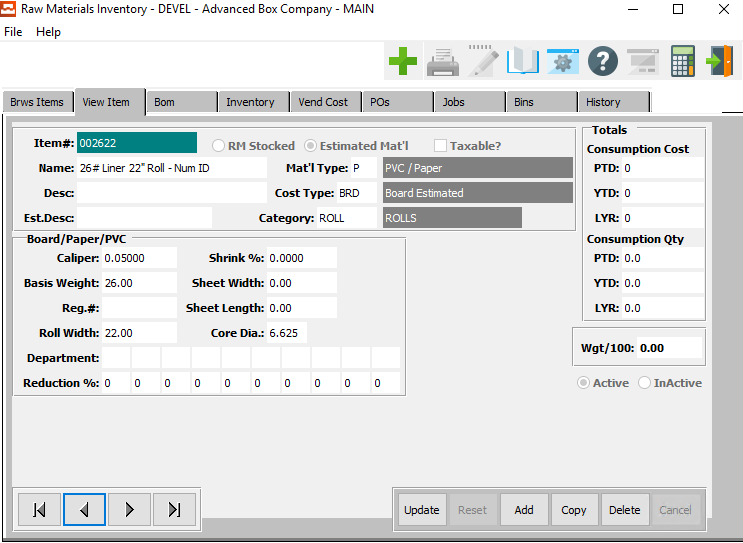 Raw Materials Inventory - DEVEL - Advanced Box Company - MAIN
File Help
Brws Items View Item Bom Inventory Vend Cost POs Jobs Bins History
Item#: 002622 RM Stocked Estimated Mat'l Taxable?
Name: 26# Liner 22" Roll - Num ID Mat'l Type: P PVC / Paper
Desc: Cost Type: BRD Board Estimated
Est.Desc: Category: ROLL ROLLS
Board/Paper/PVC
Caliper: 0.05000 Shrink %: 0.0000
Basis Weight: 26.00 Sheet Width: 0.00
Reg.#: Sheet Length: 0.00
Roll Width: 22.00 Core Dia.: 6.625
Department:
Reduction %: 0 0 0 0 0 0 0 0 0 0
Totals
Consumption Cost
PTD: 0
YTD: 0
LYR: 0
Consumption Qty
PTD: 0.0
YTD: 0.0
LYR: 0.0
Wgt/100: 0.00
Active InActive
Update Reset Add Copy Delete Cancel